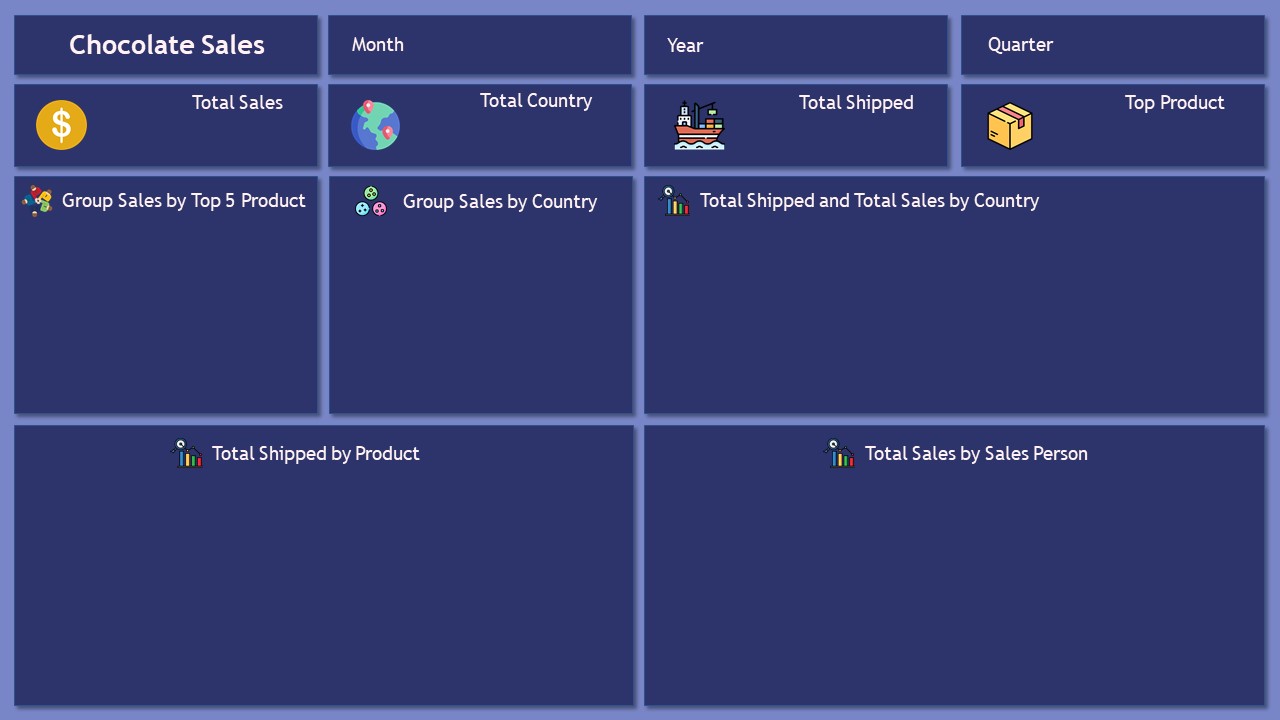 Chocolate Sales
Month
Year
Quarter
Total Sales
Total Country
Total Shipped
Top Product
$
Group Sales by Top 5 Product
Group Sales by Country
Total Shipped and Total Sales by Country
Total Shipped by Product
Total Sales by Sales Person